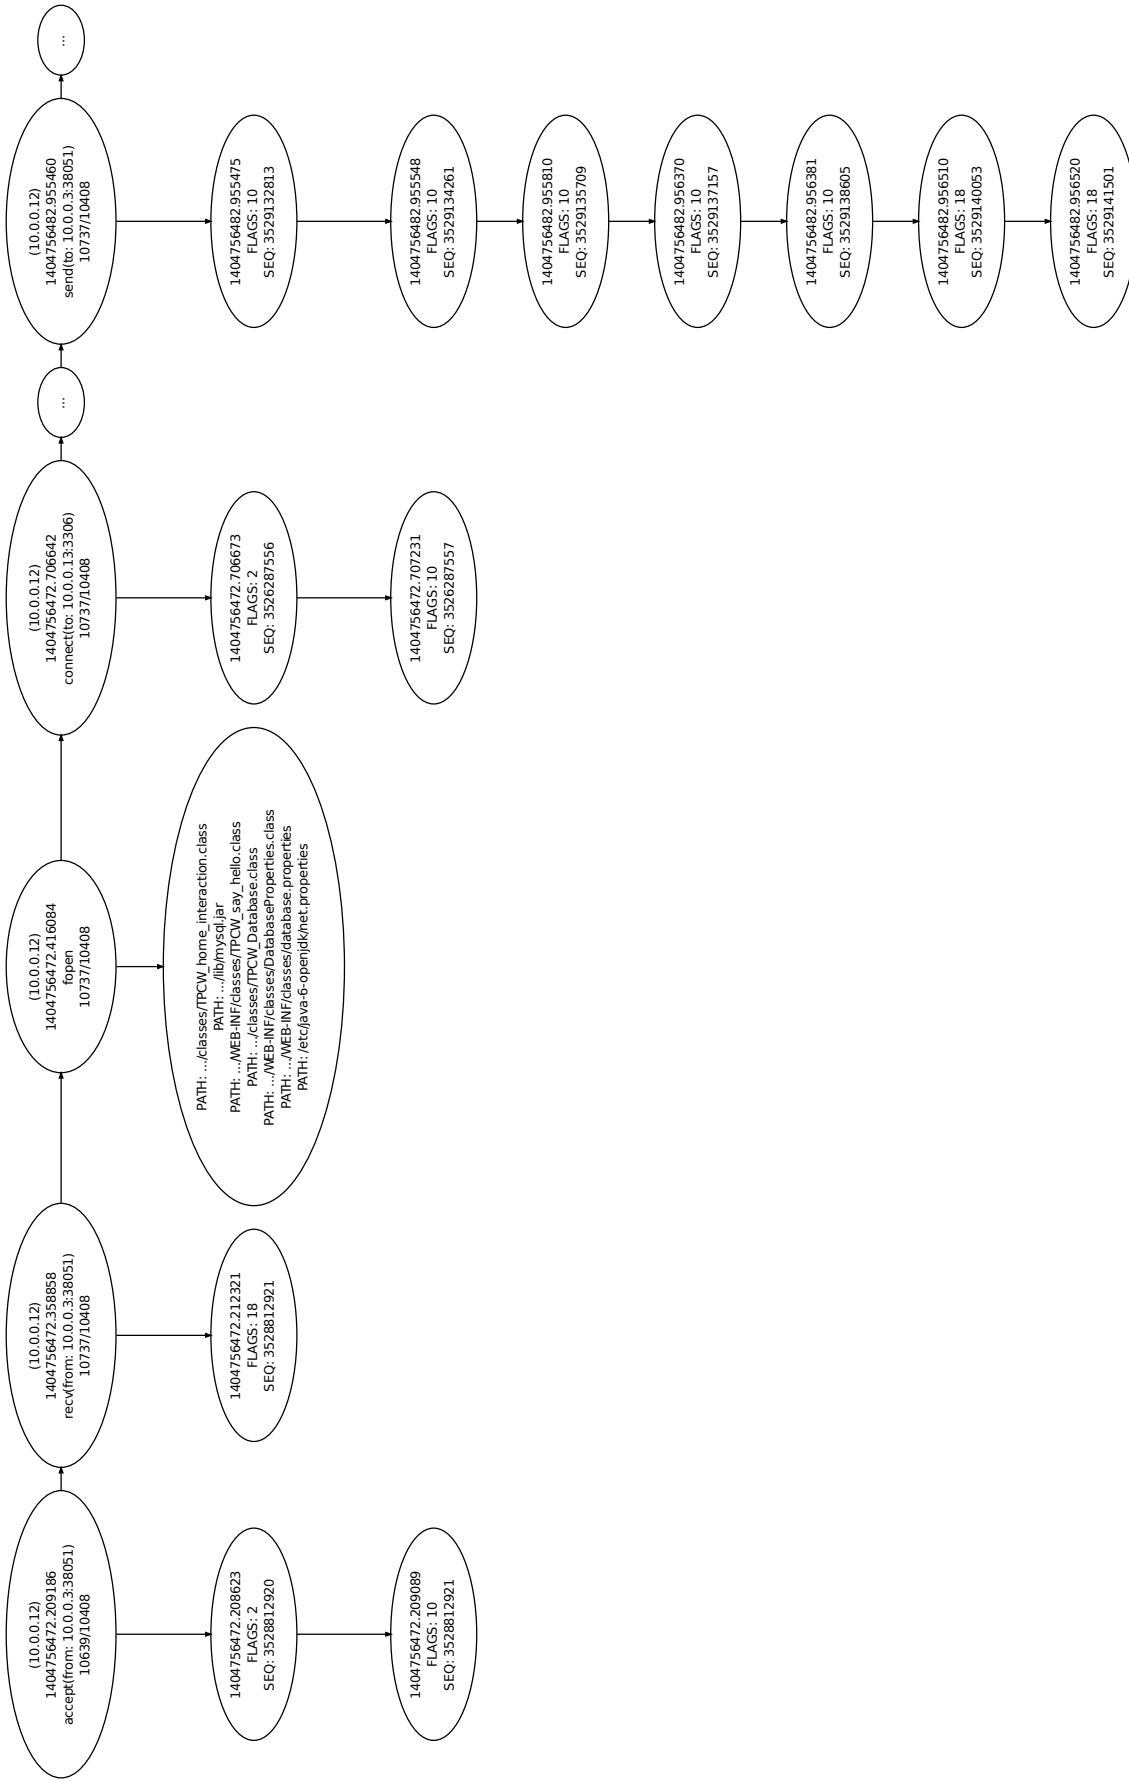 (10.0.0.12)
1404756472.209186
accept(from: 10.0.0.3:38051)
10639/10408
1404756472.208623
FLAGS: 2
SEQ: 3528812920
1404756472.209089
FLAGS: 10
SEQ: 3528812921
(10.0.0.12)
1404756472.358858
recv(from: 10.0.0.3:38051)
10737/10408
1404756472.212321
FLAGS: 18
SEQ: 3528812921
(10.0.0.12)
1404756472.416084
fopen
10737/10408
PATH: .../classes/TPCW_home_interaction.class
PATH: .../lib/mysql.jar
PATH: .../WEB-INF/classes/TPCW_say_hello.class
PATH: .../classes/TPCW_Database.class
PATH: .../WEB-INF/classes/DatabaseProperties.class
PATH: .../WEB-INF/classes/database.properties
PATH: /etc/java-6-openjdk/net.properties
(10.0.0.12)
1404756472.706642
connect(to: 10.0.0.13:3306)
10737/10408
1404756472.706673
FLAGS: 2
SEQ: 3526287556
1404756472.707231
FLAGS: 10
SEQ: 3526287557
...
(10.0.0.12)
1404756482.955460
send(to: 10.0.0.3:38051)
10737/10408
1404756482.955475
FLAGS: 10
SEQ: 3529132813
1404756482.955548
FLAGS: 10
SEQ: 3529134261
1404756482.955810
FLAGS: 10
SEQ: 3529135709
1404756482.956370
FLAGS: 10
SEQ: 3529137157
1404756482.956381
FLAGS: 10
SEQ: 3529138605
1404756482.956510
FLAGS: 18
SEQ: 3529140053
1404756482.956520
FLAGS: 18
SEQ: 3529141501
...